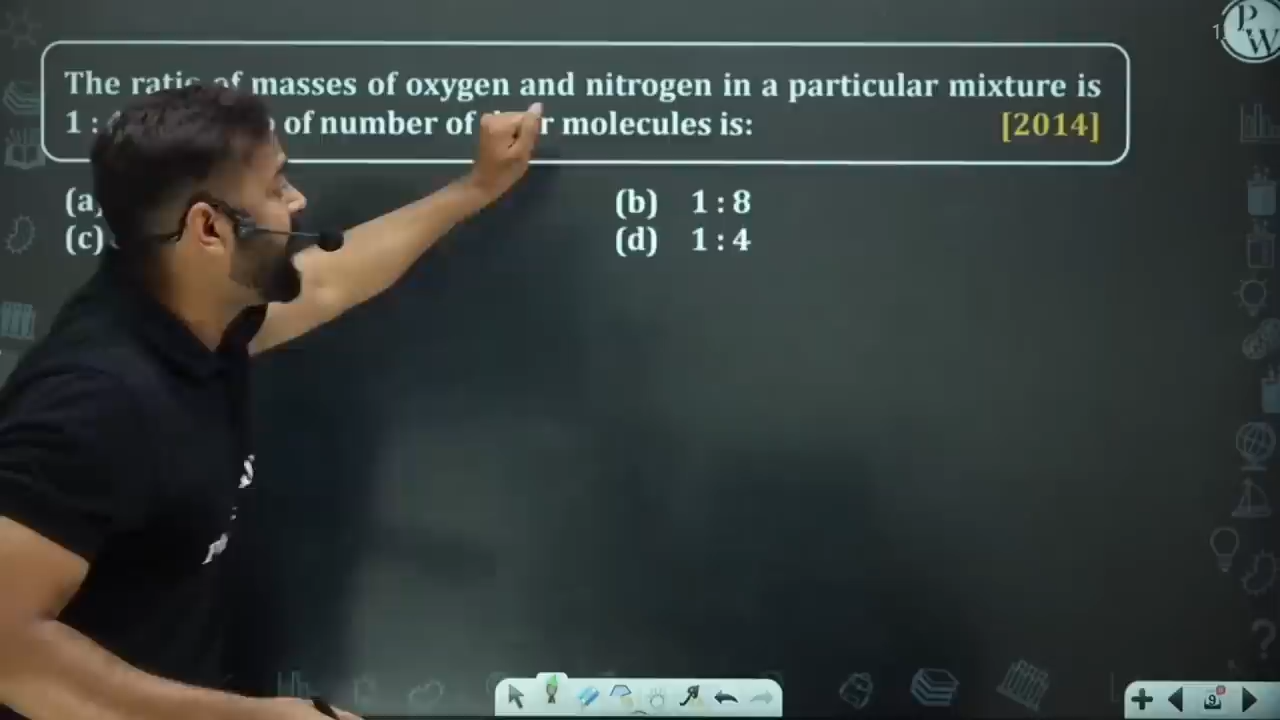 The ratio of masses of oxygen and nitrogen in a particular mixture is
1 : of number of molecules is: [2014]
(a) (b) 1 : 8
(c) (d) 1 : 4
P
W
9